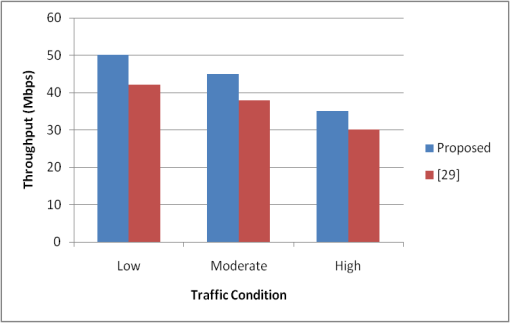 60
50
40
30
20
10
0
Throughput (Mbps)
Low Moderate High
Traffic Condition
Proposed
[29]